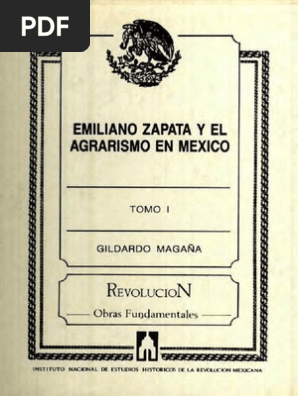 PDF
EMILIANO ZAPATA Y EL
AGRARISMO EN MEXICO
TOMO I
GILDARDO MAGAÑA
REVOLUCION
Obras Fundamentales
INSTITUTO NACIONAL DE ESTUDIOS HISTORICOS DE LA REVOLUCION MEXICANA